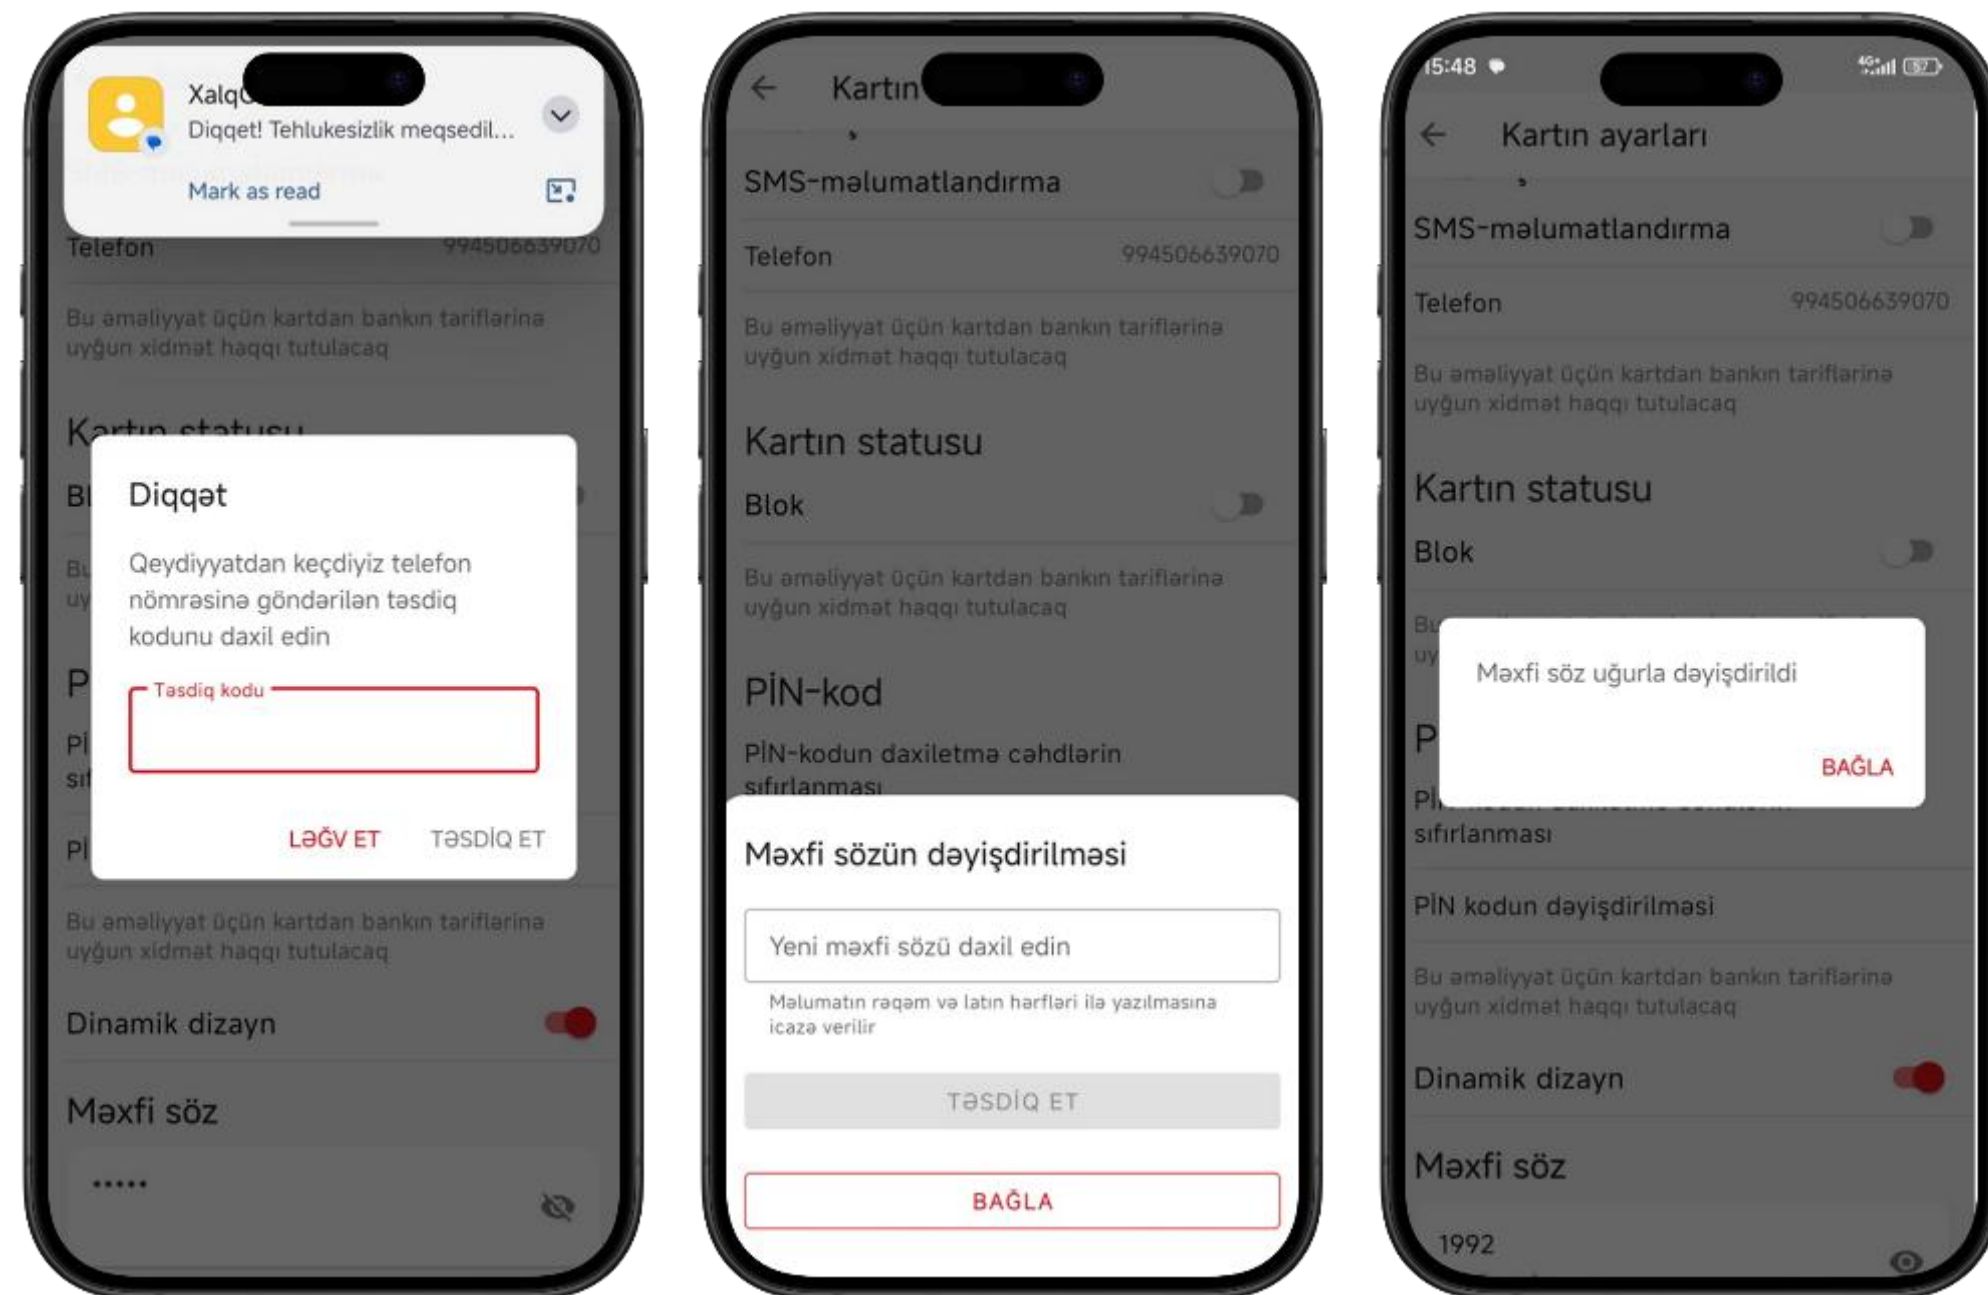 Diqqet! Tehlukesizlik meqsedil...
Mark as read
Telefon 994506639070
Bu əməliyyat üçün kartdan bankın tariflərinə
uyğun xidmət haqqı tutulacaq
Kartın statusu
Diqqət
Qeydiyyatdan keçdiyiz telefon
nömrəsinə göndərilən təsdiq
kodunu daxil edin
Təsdiq kodu
LƏĞV ET TƏSDİQ ET
Bu əməliyyat üçün kartdan bankın tariflərinə
uyğun xidmət haqqı tutulacaq
Dinamik dizayn
Məxfi söz
•••••
Kartın
SMS-məlumatlandırma
Telefon 994506639070
Bu əməliyyat üçün kartdan bankın tariflərinə
uyğun xidmət haqqı tutulacaq
Kartın statusu
Blok
Bu əməliyyat üçün kartdan bankın tariflərinə
uyğun xidmət haqqı tutulacaq
PİN-kod
PİN-kodun daxiletmə cəhdlərin
sıfırlanması
Məxfi sözün dəyişdirilməsi
Yeni məxfi sözü daxil edin
Məlumatın rəqəm və latın hərfləri ilə yazılmasına
icazə verilir
TƏSDİQ ET
BAĞLA
15:48 4G+ 57
Kartın ayarları
SMS-məlumatlandırma
Telefon 994506639070
Bu əməliyyat üçün kartdan bankın tariflərinə
uyğun xidmət haqqı tutulacaq
Kartın statusu
Blok
Məxfi söz uğurla dəyişdirildi
BAĞLA
sıfırlanması
PİN kodun dəyişdirilməsi
Bu əməliyyat üçün kartdan bankın tariflərinə
uyğun xidmət haqqı tutulacaq
Dinamik dizayn
Məxfi söz
1992